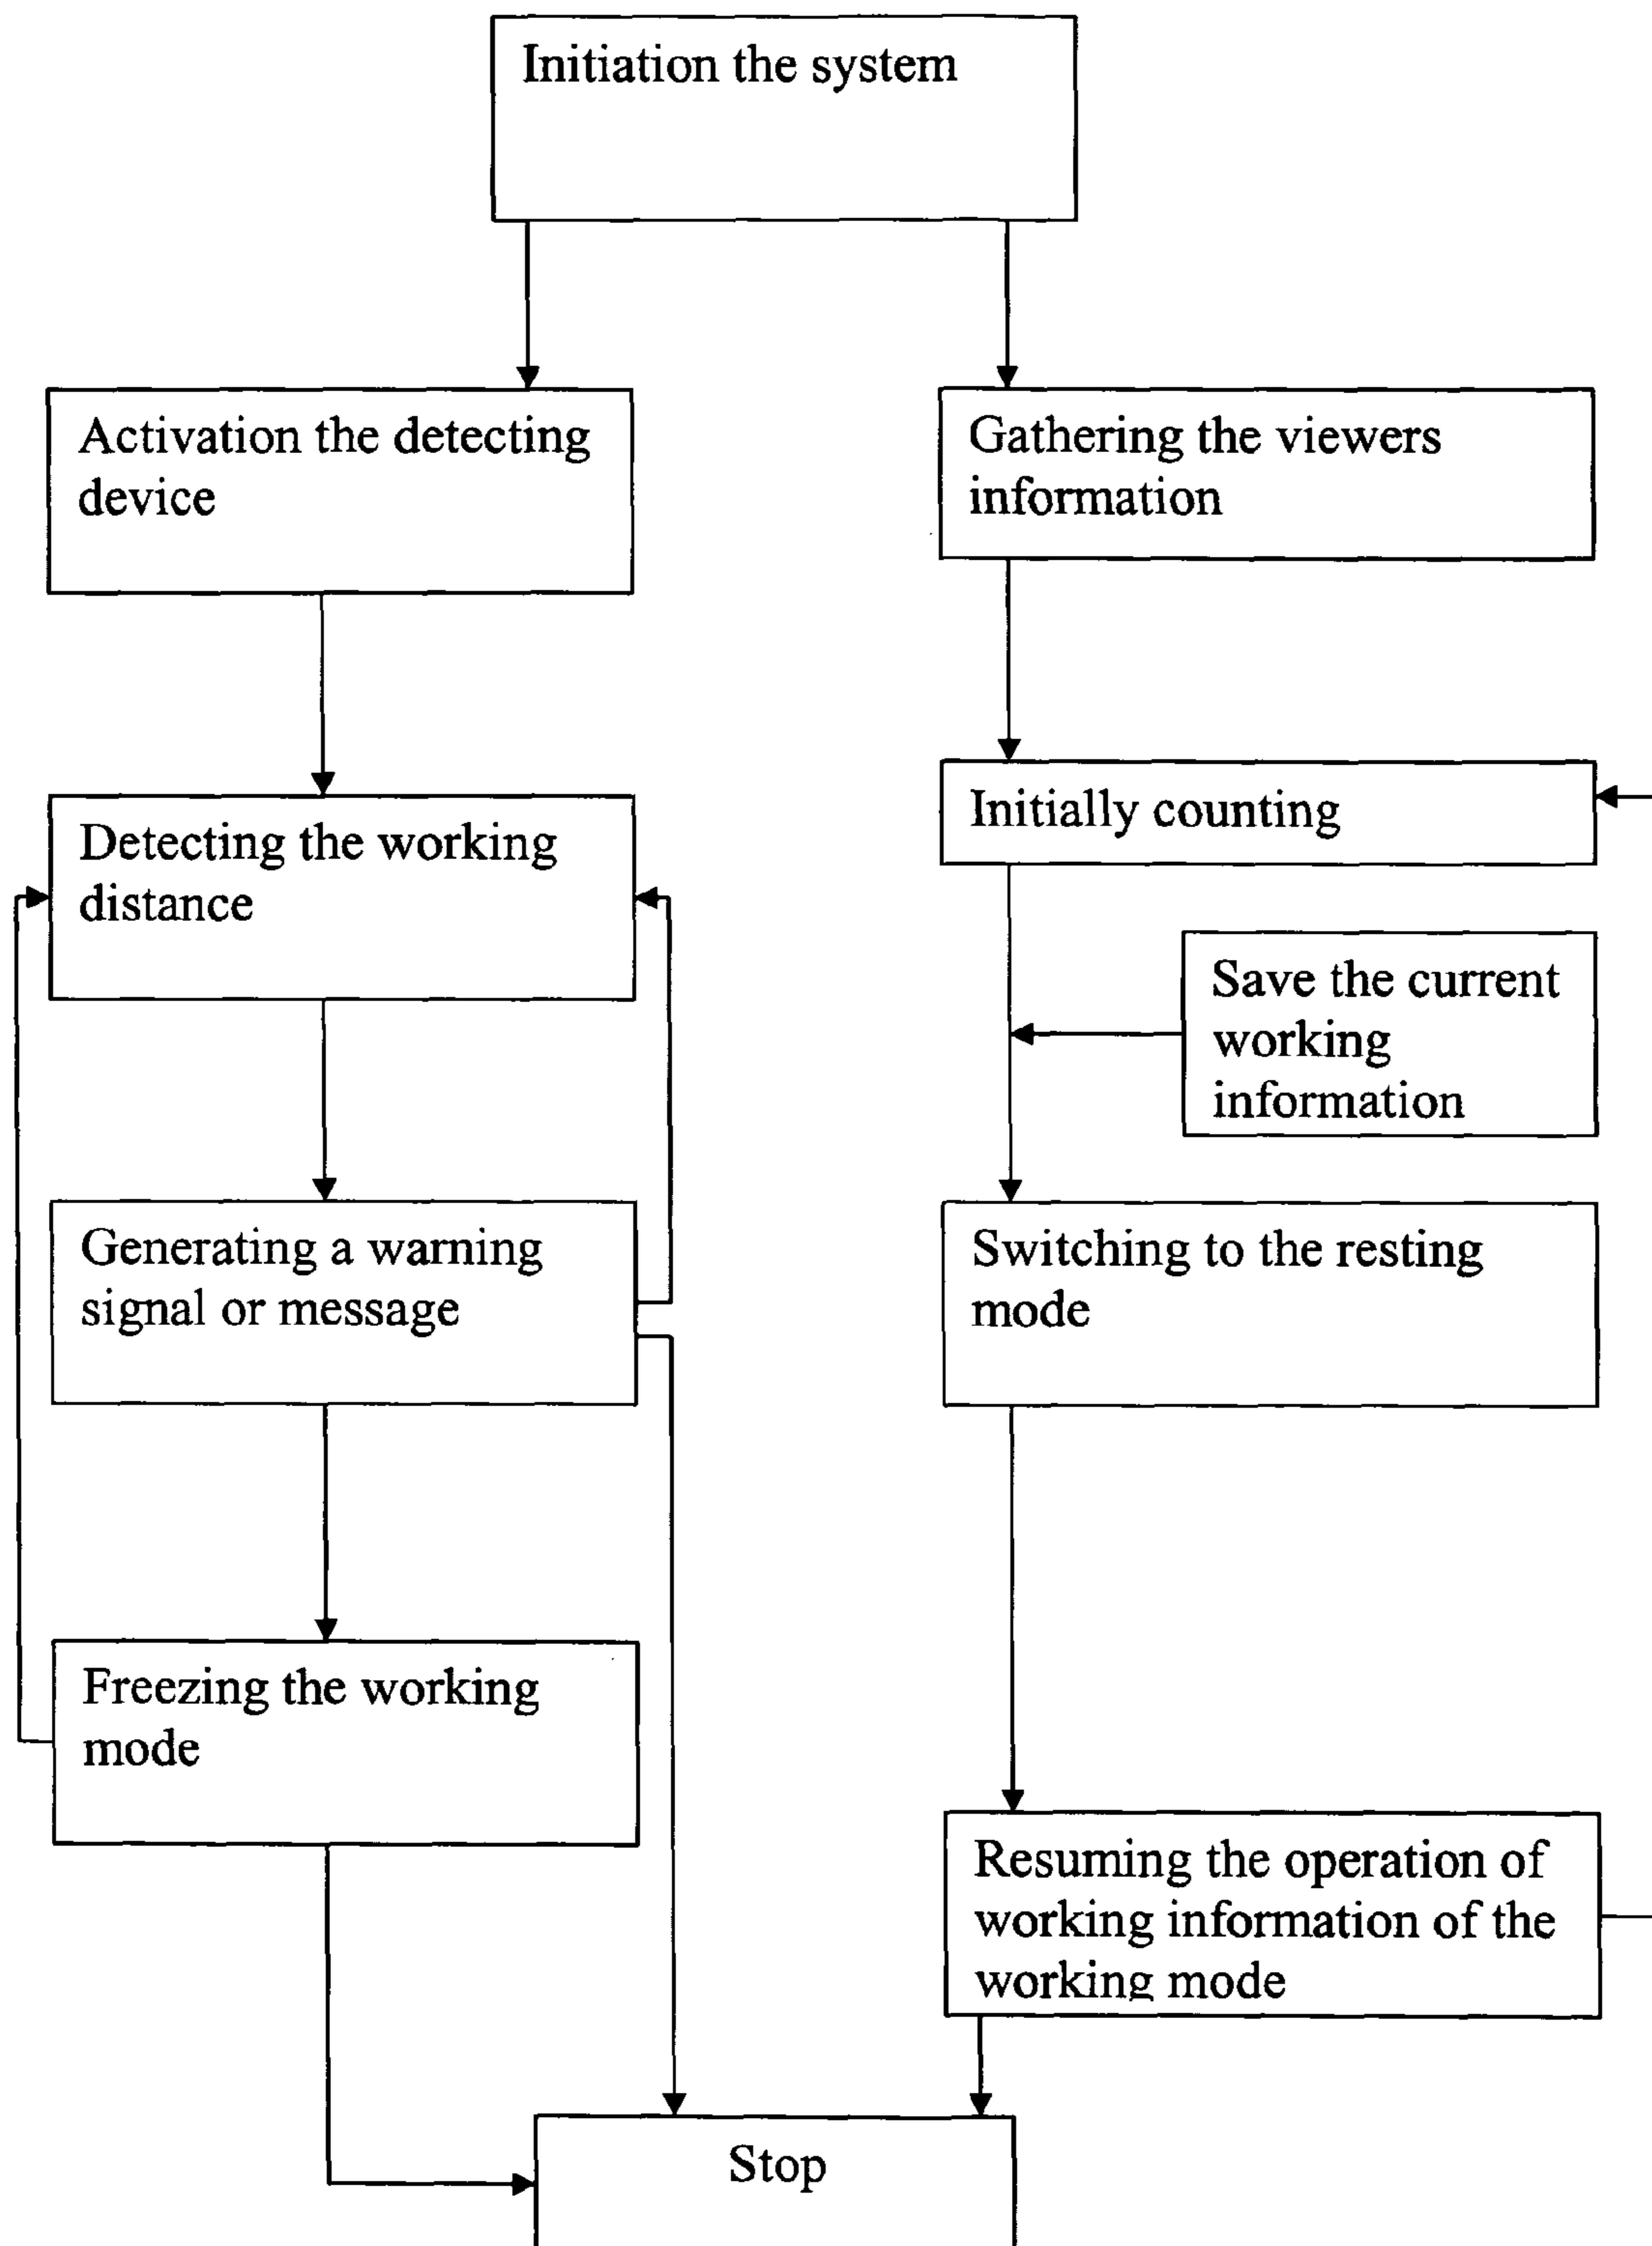 Initiation the system
Activation the detecting
device
Gathering the viewers
information
Detecting the working
distance
Initially counting
Save the current
working
information
Generating a warning
signal or message
Switching to the resting
mode
Freezing the working
mode
Resuming the operation of
working information of the
working mode
Stop